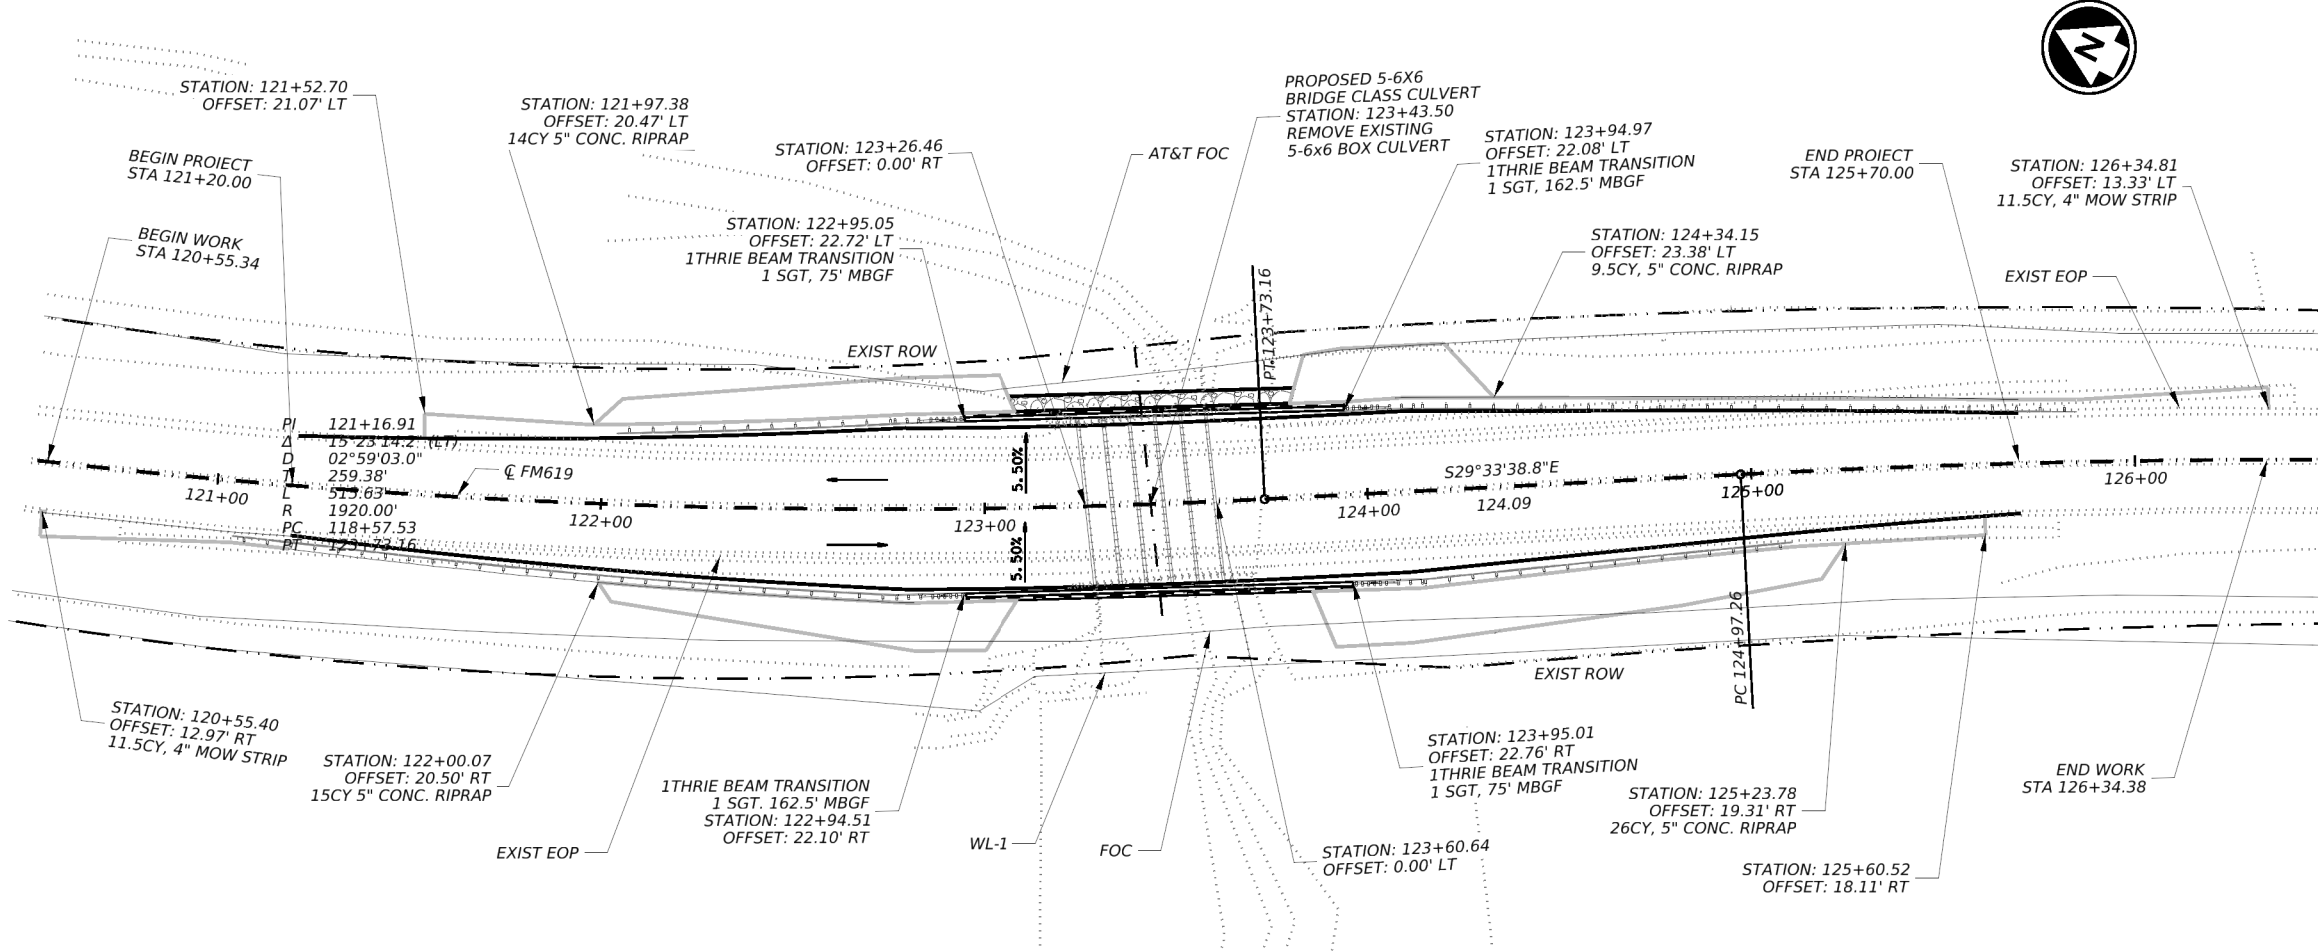 N
STATION: 121+52.70
OFFSET: 21.07' LT
STATION: 121+97.38
OFFSET: 20.47' LT
14CY 5" CONC. RIPRAP
PROPOSED 5-6X6
BRIDGE CLASS CULVERT
STATION: 123+43.50
REMOVE EXISTING
5-6x6 BOX CULVERT
STATION: 123+26.46
OFFSET: 0.00' RT
AT&T FOC
STATION: 123+94.97
OFFSET: 22.08' LT
1THRIE BEAM TRANSITION
1 SGT, 162.5' MBGF
BEGIN PROIECT
STA 121+20.00
END PROIECT
STA 125+70.00
STATION: 126+34.81
OFFSET: 13.33' LT
11.5CY, 4" MOW STRIP
BEGIN WORK
STA 120+55.34
STATION: 122+95.05
OFFSET: 22.72' LT
1THRIE BEAM TRANSITION
1 SGT, 75' MBGF
STATION: 124+34.15
OFFSET: 23.38' LT
9.5CY, 5" CONC. RIPRAP
EXIST EOP
PT 123+73.16
EXIST ROW
PI 121+16.91
Δ 15°23'14.2" (LT)
D 02°59'03.0"
T 259.38'
L 515.63'
R 1920.00'
PC 118+57.53
PT 123+73.16
℄ FM619
5.50%
5.50%
S29°33'38.8"E
124.09
121+00
122+00
123+00
124+00
125+00
126+00
PC 124+97.26
EXIST ROW
STATION: 120+55.40
OFFSET: 12.97' RT
11.5CY, 4" MOW STRIP
STATION: 122+00.07
OFFSET: 20.50' RT
15CY 5" CONC. RIPRAP
EXIST EOP
1THRIE BEAM TRANSITION
1 SGT. 162.5' MBGF
STATION: 122+94.51
OFFSET: 22.10' RT
WL-1
FOC
STATION: 123+60.64
OFFSET: 0.00' LT
STATION: 123+95.01
OFFSET: 22.76' RT
1THRIE BEAM TRANSITION
1 SGT, 75' MBGF
STATION: 125+23.78
OFFSET: 19.31' RT
26CY, 5" CONC. RIPRAP
STATION: 125+60.52
OFFSET: 18.11' RT
END WORK
STA 126+34.38